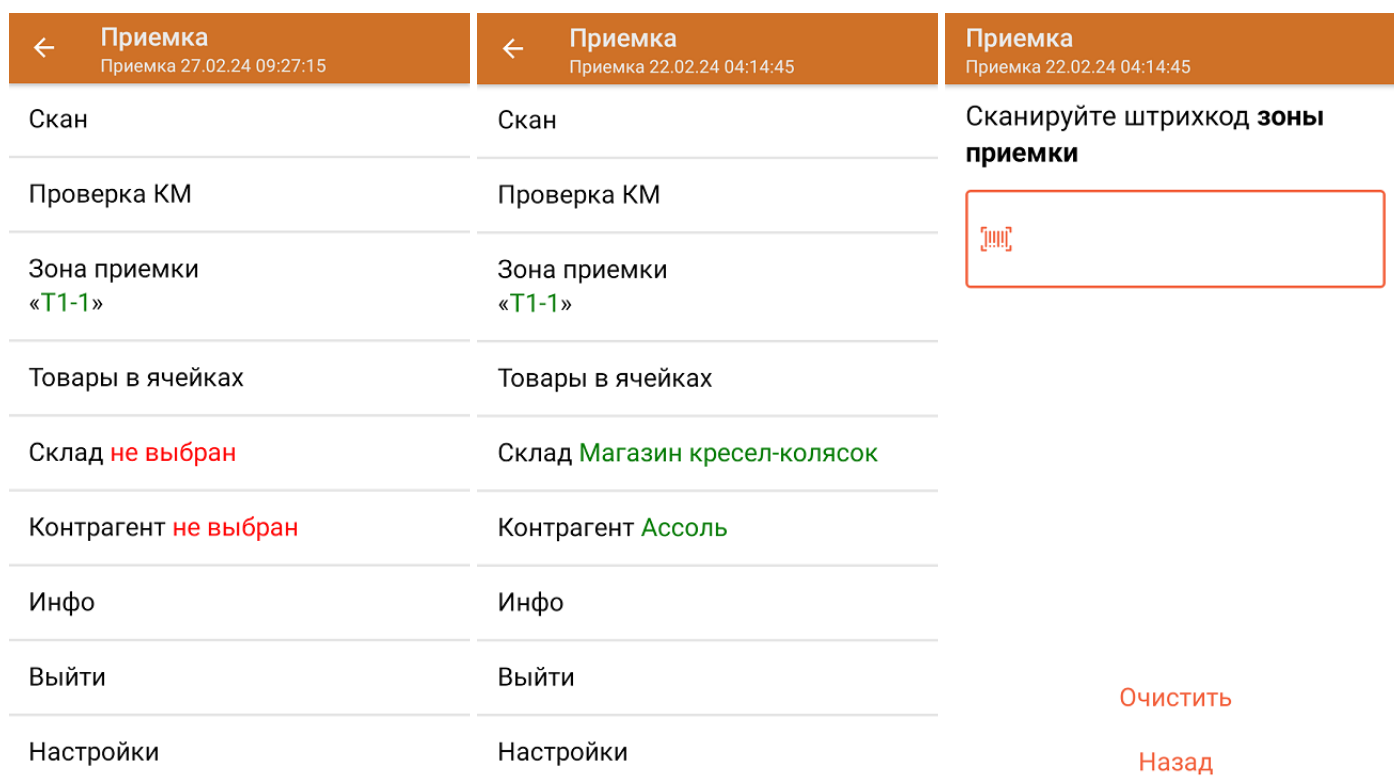 Приемка
Приемка 27.02.24 09:27:15
Скан
Проверка КМ
Зона приемки
«Т1-1»
Товары в ячейках
Склад не выбран
Контрагент не выбран
Инфо
Выйти
Настройки
Приемка
Приемка 22.02.24 04:14:45
Скан
Проверка КМ
Зона приемки
«Т1-1»
Товары в ячейках
Склад Магазин кресел-колясок
Контрагент Ассоль
Инфо
Выйти
Настройки
Приемка
Приемка 22.02.24 04:14:45
Сканируйте штрихкод зоны
приемки
Очистить
Назад